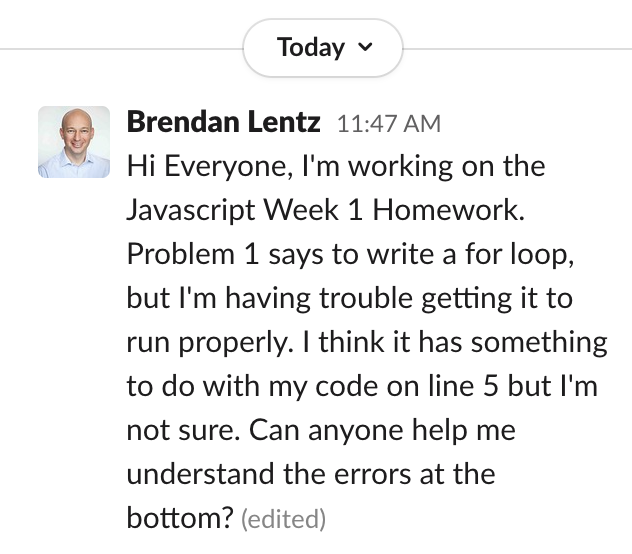 Today
Brendan Lentz 11:47 AM
Hi Everyone, I'm working on the
Javascript Week 1 Homework.
Problem 1 says to write a for loop,
but I'm having trouble getting it to
run properly. I think it has something
to do with my code on line 5 but I'm
not sure. Can anyone help me
understand the errors at the
bottom? (edited)